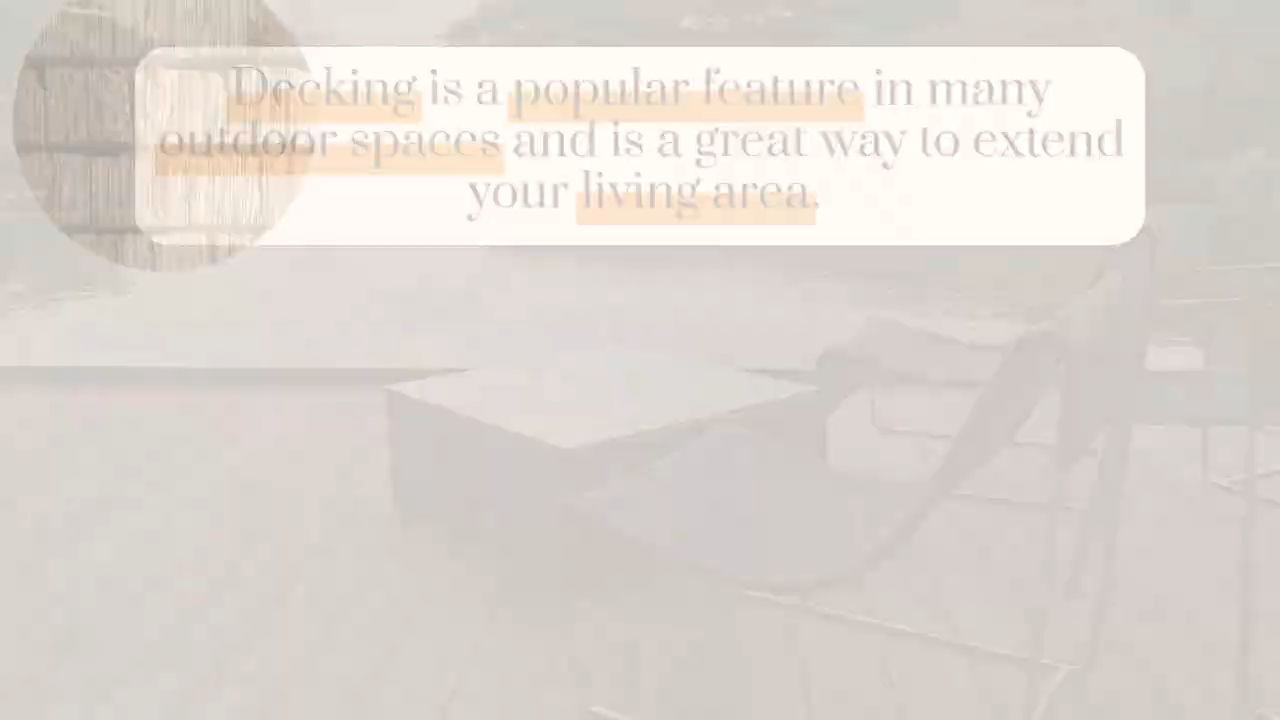 Decking is a popular feature in many
outdoor spaces and is a great way to extend
your living area.